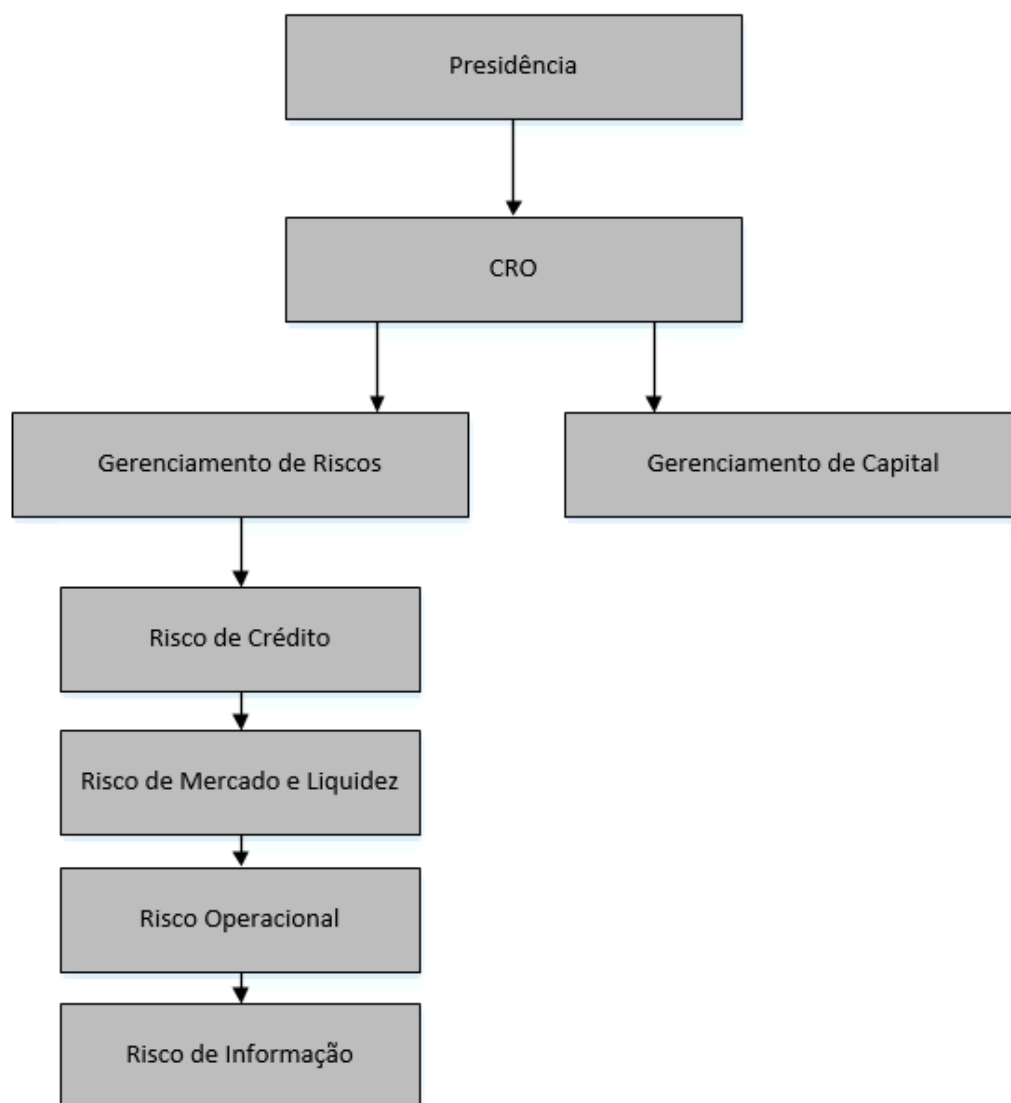 Presidência
CRO
Gerenciamento de Riscos
Gerenciamento de Capital
Risco de Crédito
Risco de Mercado e Liquidez
Risco Operacional
Risco de Informação